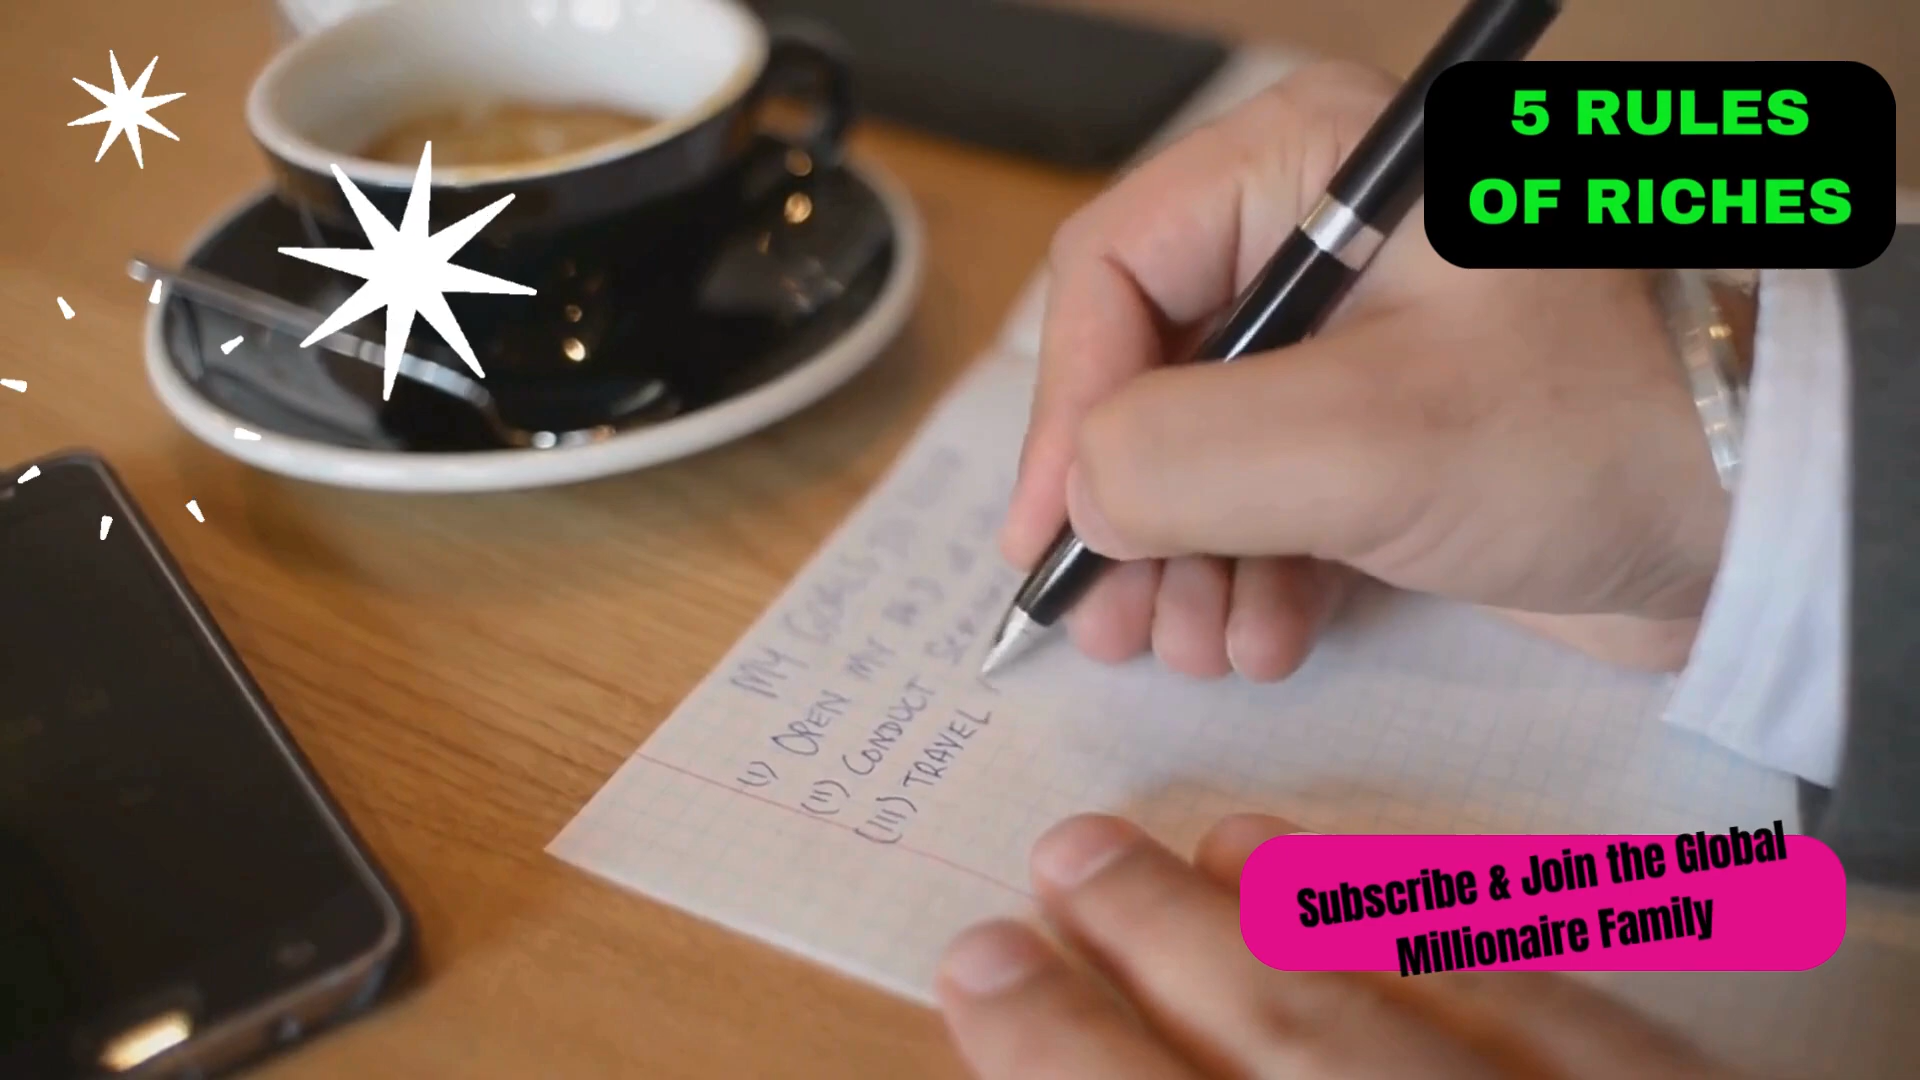 5 RULES
OF RICHES
MY GOALS
(I) OPEN MY
(II) CONDUCT
(III) TRAVEL
Subscribe & Join the Global
Millionaire Family